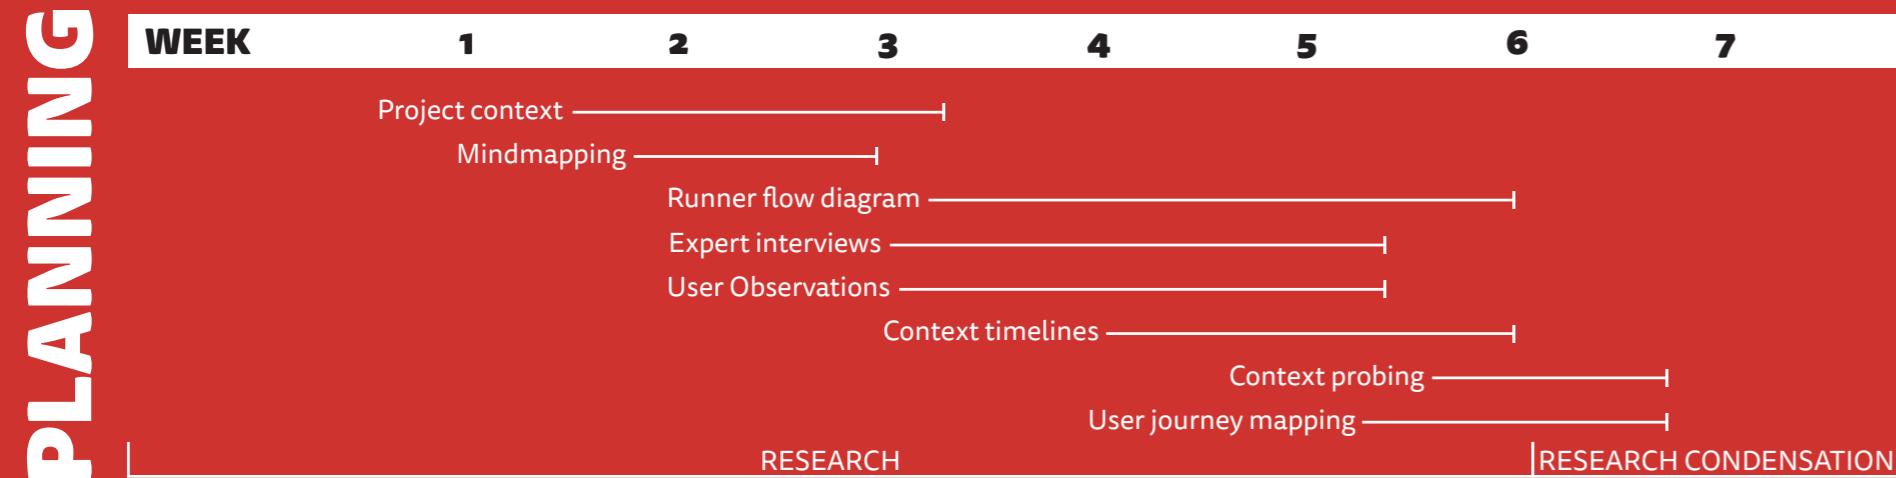 PLANNING
WEEK 1 2 3 4 5 6 7
Project context
Mindmapping
Runner flow diagram
Expert interviews
User Observations
Context timelines
Context probing
User journey mapping
RESEARCH RESEARCH CONDENSATION